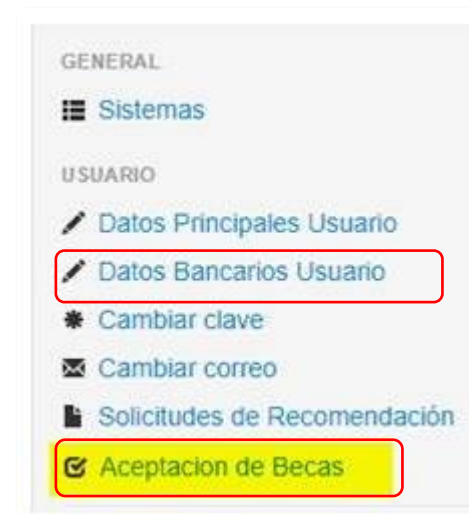 GENERAL
Sistemas
USUARIO
Datos Principales Usuario
Datos Bancarios Usuario
Cambiar clave
Cambiar correo
Solicitudes de Recomendación
Aceptacion de Becas